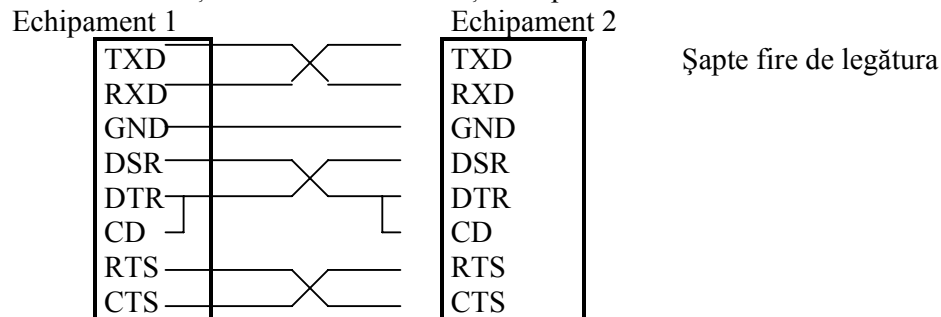 Echipament 1 Echipament 2
TXD TXD Şapte fire de legătura
RXD RXD
GND GND
DSR DSR
DTR DTR
CD CD
RTS RTS
CTS CTS